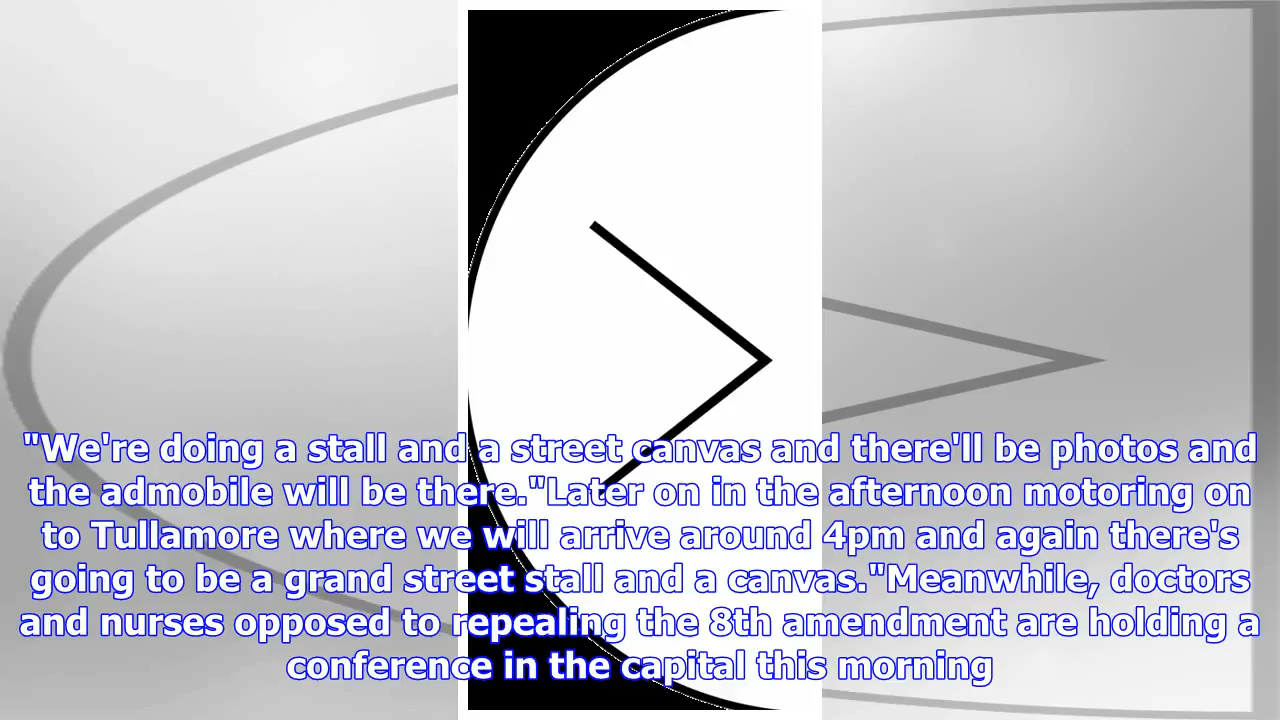 "We're doing a stall and a street canvas and there'll be photos and
the admobile will be there."Later on in the afternoon motoring on
to Tullamore where we will arrive around 4pm and again there's
going to be a grand street stall and a canvas."Meanwhile, doctors
and nurses opposed to repealing the 8th amendment are holding a
conference in the capital this morning